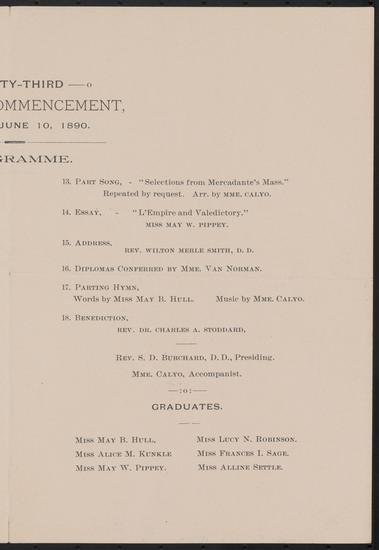 TY-THIRD —o
OMMENCEMENT,
JUNE 10, 1890.
GRAMME.
13. PART SONG, - "Selections from Mercadante's Mass."
Repeated by request. Arr. by MME. CALYO.
14. ESSAY, - "L'Empire and Valedictory."
MISS MAY W. PIPPEY.
15. ADDRESS,
REV. WILTON MERLE SMITH, D. D.
16. DIPLOMAS CONFERRED BY MME. VAN NORMAN.
17. PARTING HYMN,
Words by MISS MAY B. HULL. Music by MME. CALYO.
18. BENEDICTION,
REV. DR. CHARLES A. STODDARD,
REV. S. D. BURCHARD, D. D., Presiding.
MME. CALYO, Accompanist.
—:o:—
GRADUATES.
MISS MAY B. HULL, MISS LUCY N. ROBINSON.
MISS ALICE M. KUNKLE MISS FRANCES I. SAGE.
MISS MAY W. PIPPEY. MISS ALLINE SETTLE.